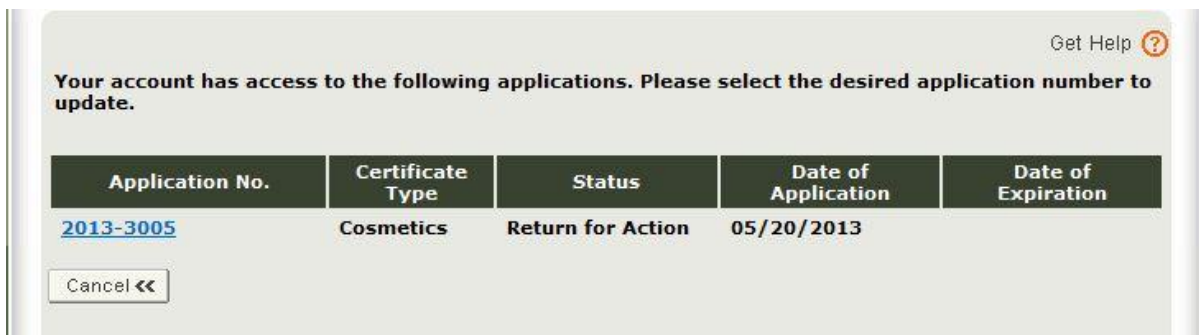 Get Help ?
Your account has access to the following applications. Please select the desired application number to
update.
Application No. Certificate Type Status Date of Application Date of Expiration
2013-3005 Cosmetics Return for Action 05/20/2013
Cancel <<